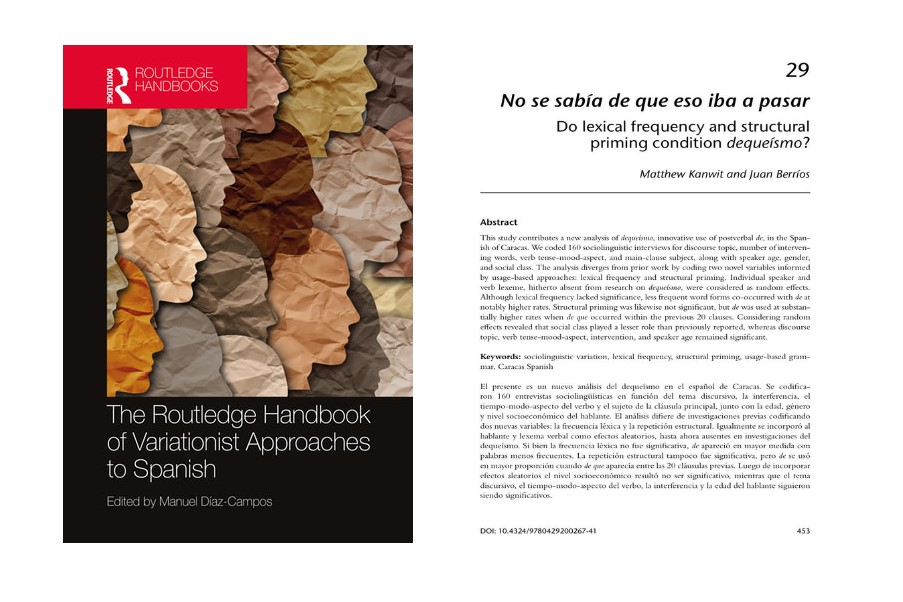 ROUTLEDGE
ROUTLEDGE
HANDBOOKS
The Routledge Handbook
of Variationist Approaches
to Spanish
Edited by Manuel Díaz-Campos
29
No se sabía de que eso iba a pasar
Do lexical frequency and structural
priming condition dequeísmo?
Matthew Kanwit and Juan Berríos
Abstract
This study contributes a new analysis of dequeísmo, innovative use of postverbal de, in the Span-
ish of Caracas. We coded 160 sociolinguistic interviews for discourse topic, number of interven-
ing words, verb tense-mood-aspect, and main-clause subject, along with speaker age, gender,
and social class. The analysis diverges from prior work by coding two novel variables informed
by usage-based approaches: lexical frequency and structural priming. Individual speaker and
verb lexeme, hitherto absent from research on dequeísmo, were considered as random effects.
Although lexical frequency lacked significance, less frequent word forms co-occurred with de at
notably higher rates. Structural priming was likewise not significant, but de was used at substan-
tially higher rates when de que occurred within the previous 20 clauses. Considering random
effects revealed that social class played a lesser role than previously reported, whereas discourse
topic, verb tense-mood-aspect, intervention, and speaker age remained significant.
Keywords: sociolinguistic variation, lexical frequency, structural priming, usage-based gram-
mar, Caracas Spanish
El presente es un nuevo análisis del dequeísmo en el español de Caracas. Se codifica-
ron 160 entrevistas sociolingüísticas en función del tema discursivo, la interferencia, el
tiempo-modo-aspecto del verbo y el sujeto de la cláusula principal, junto con la edad, género
y nivel socioeconómico del hablante. El análisis difiere de investigaciones previas codificando
dos nuevas variables: la frecuencia léxica y la repetición estructural. Igualmente se incorporó al
hablante y lexema verbal como efectos aleatorios, hasta ahora ausentes en investigaciones del
dequeísmo. Si bien la frecuencia léxica no fue significativa, de apareció en mayor medida con
palabras menos frecuentes. La repetición estructural tampoco fue significativa, pero de se usó
en mayor proporción cuando de que aparecía entre las 20 cláusulas previas. Luego de incorporar
efectos aleatorios el nivel socioeconómico resultó no ser significativo, mientras que el tema
discursivo, el tiempo-modo-aspecto del verbo, la interferencia y la edad del hablante siguieron
siendo significativos.
DOI: 10.4324/9780429200267-41
453